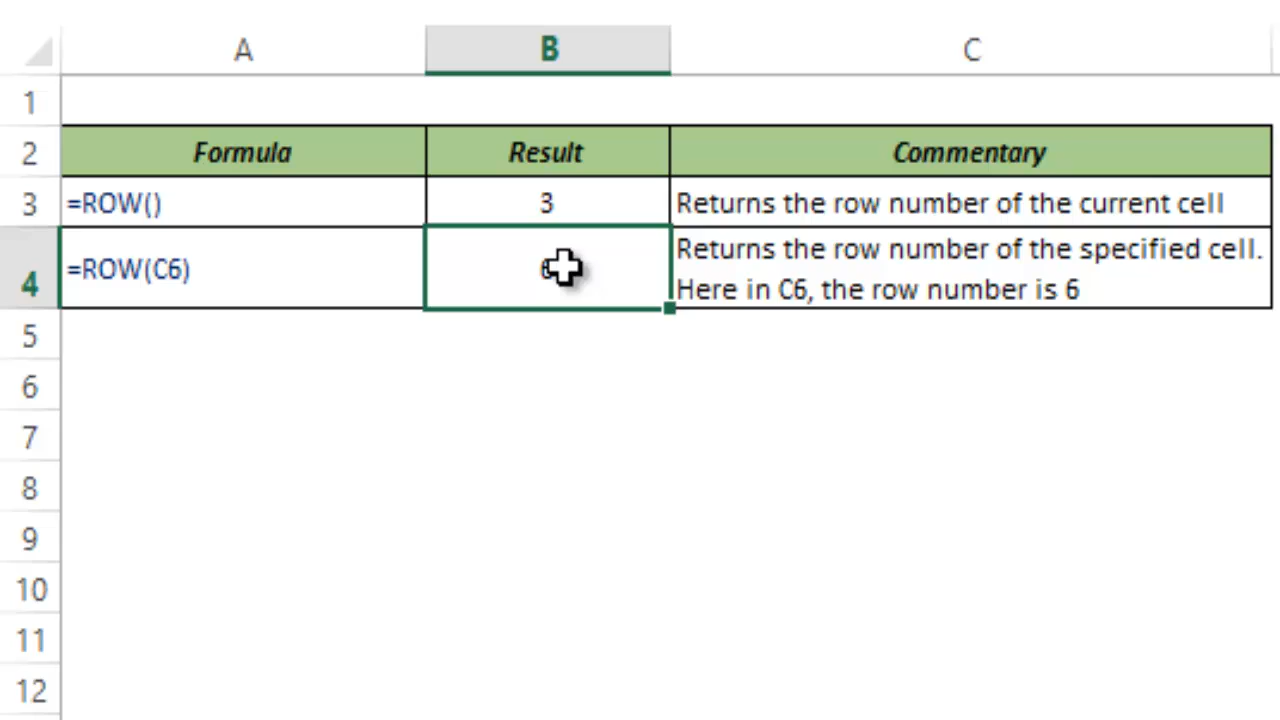 A B C
1
2 Formula Result Commentary
3 =ROW() 3 Returns the row number of the current cell
4 =ROW(C6) Returns the row number of the specified cell.
Here in C6, the row number is 6
5
6
7
8
9
10
11
12